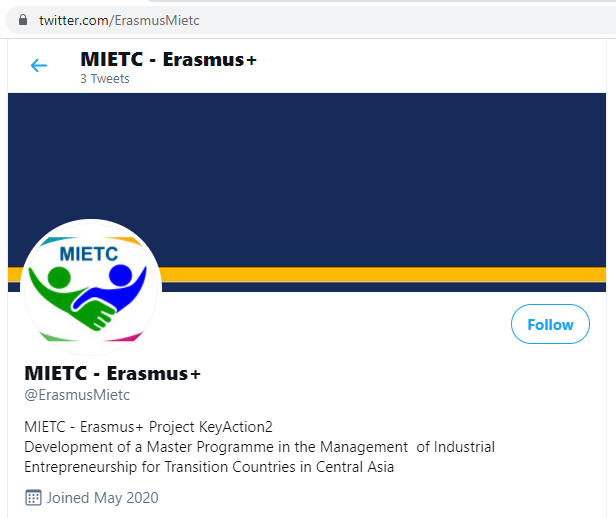 twitter.com/ErasmusMietc
MIETC - Erasmus+
3 Tweets
MIETC
Follow
MIETC - Erasmus+
@ErasmusMietc
MIETC - Erasmus+ Project KeyAction2
Development of a Master Programme in the Management  of Industrial
Entrepreneurship for Transition Countries in Central Asia
Joined May 2020